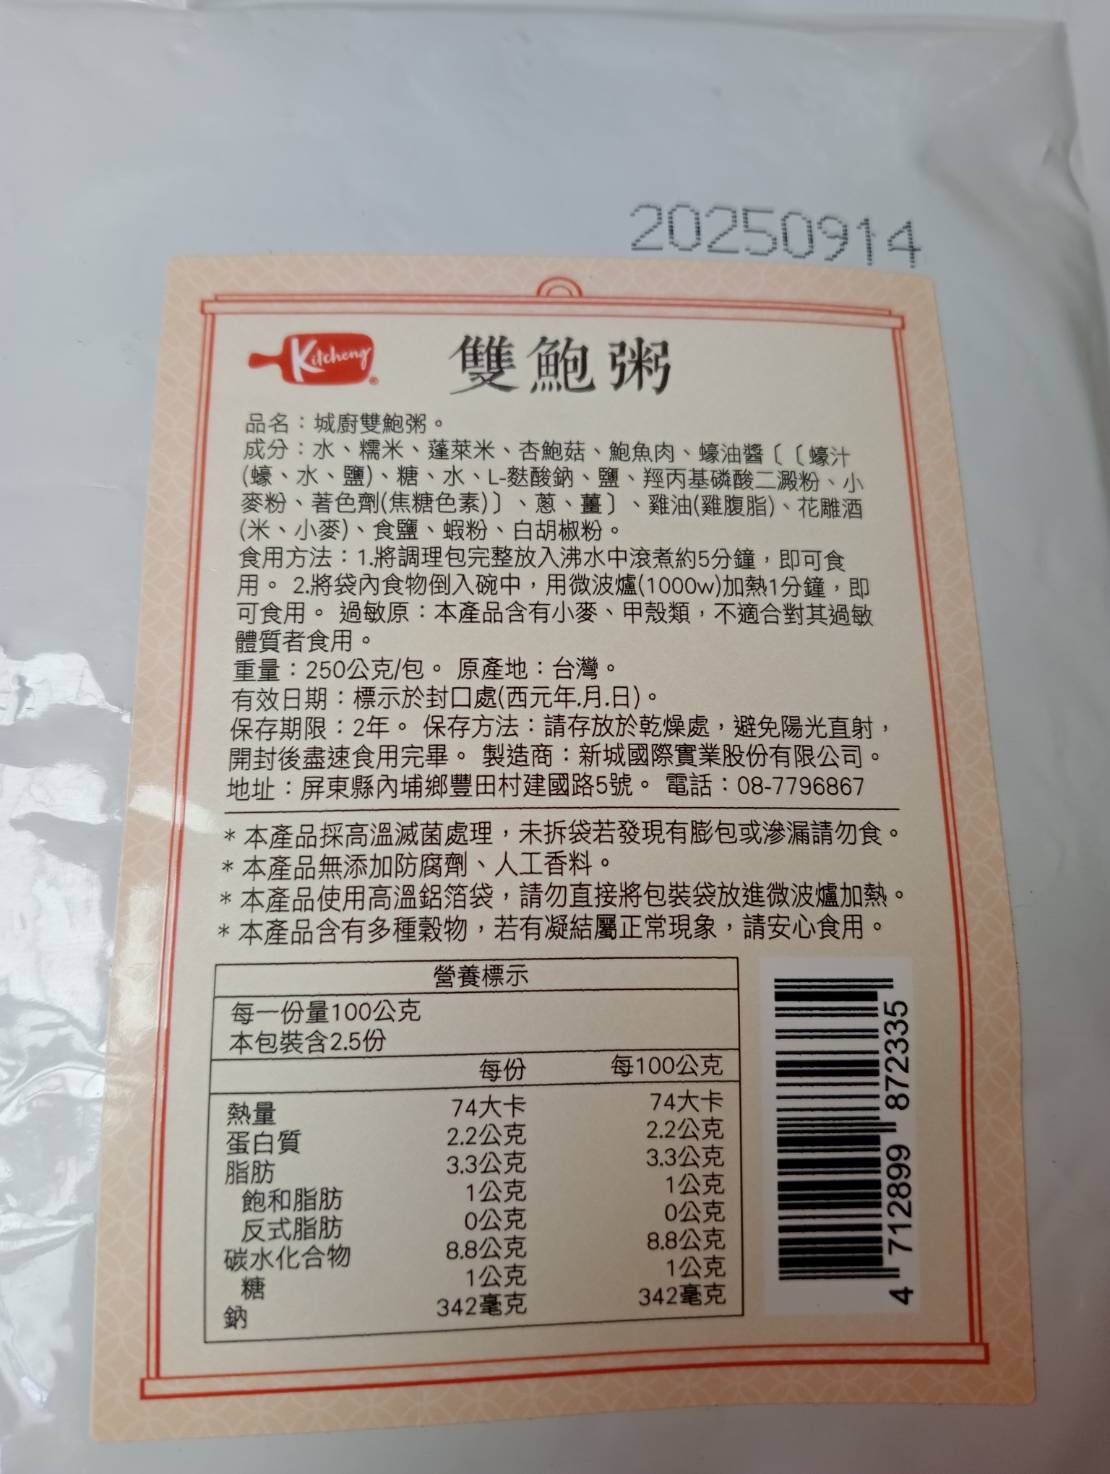 20250914
Kitcheng®
雙鮑粥
品名：城廚雙鮑粥。
成分：水、糯米、蓬萊米、杏鮑菇、鮑魚肉、蠔油醬〔〔蠔汁
(蠔、水、鹽)、糖、水、L-麩酸鈉、鹽、羥丙基磷酸二澱粉、小
麥粉、著色劑(焦糖色素)〕、蔥、薑〕、雞油(雞腹脂)、花雕酒
(米、小麥)、食鹽、蝦粉、白胡椒粉。
食用方法：1.將調理包完整放入沸水中滾煮約5分鐘，即可食
用。 2.將袋內食物倒入碗中，用微波爐(1000w)加熱1分鐘，即
可食用。 過敏原：本產品含有小麥、甲殼類，不適合對其過敏
體質者食用。
重量：250公克/包。 原產地：台灣。
有效日期：標示於封口處(西元年.月.日)。
保存期限：2年。 保存方法：請存放於乾燥處，避免陽光直射，
開封後盡速食用完畢。 製造商：新城國際實業股份有限公司。
地址：屏東縣內埔鄉豐田村建國路5號。 電話：08-7796867
* 本產品採高溫滅菌處理，未拆袋若發現有膨包或滲漏請勿食。
* 本產品無添加防腐劑、人工香料。
* 本產品使用高溫鋁箔袋，請勿直接將包裝袋放進微波爐加熱。
* 本產品含有多種穀物，若有凝結屬正常現象，請安心食用。
營養標示
每一份量100公克
本包裝含2.5份
每份 每100公克
熱量 74大卡 74大卡
蛋白質 2.2公克 2.2公克
脂肪 3.3公克 3.3公克
飽和脂肪 1公克 1公克
反式脂肪 0公克 0公克
碳水化合物 8.8公克 8.8公克
糖 1公克 1公克
鈉 342毫克 342毫克
4 712899 872335